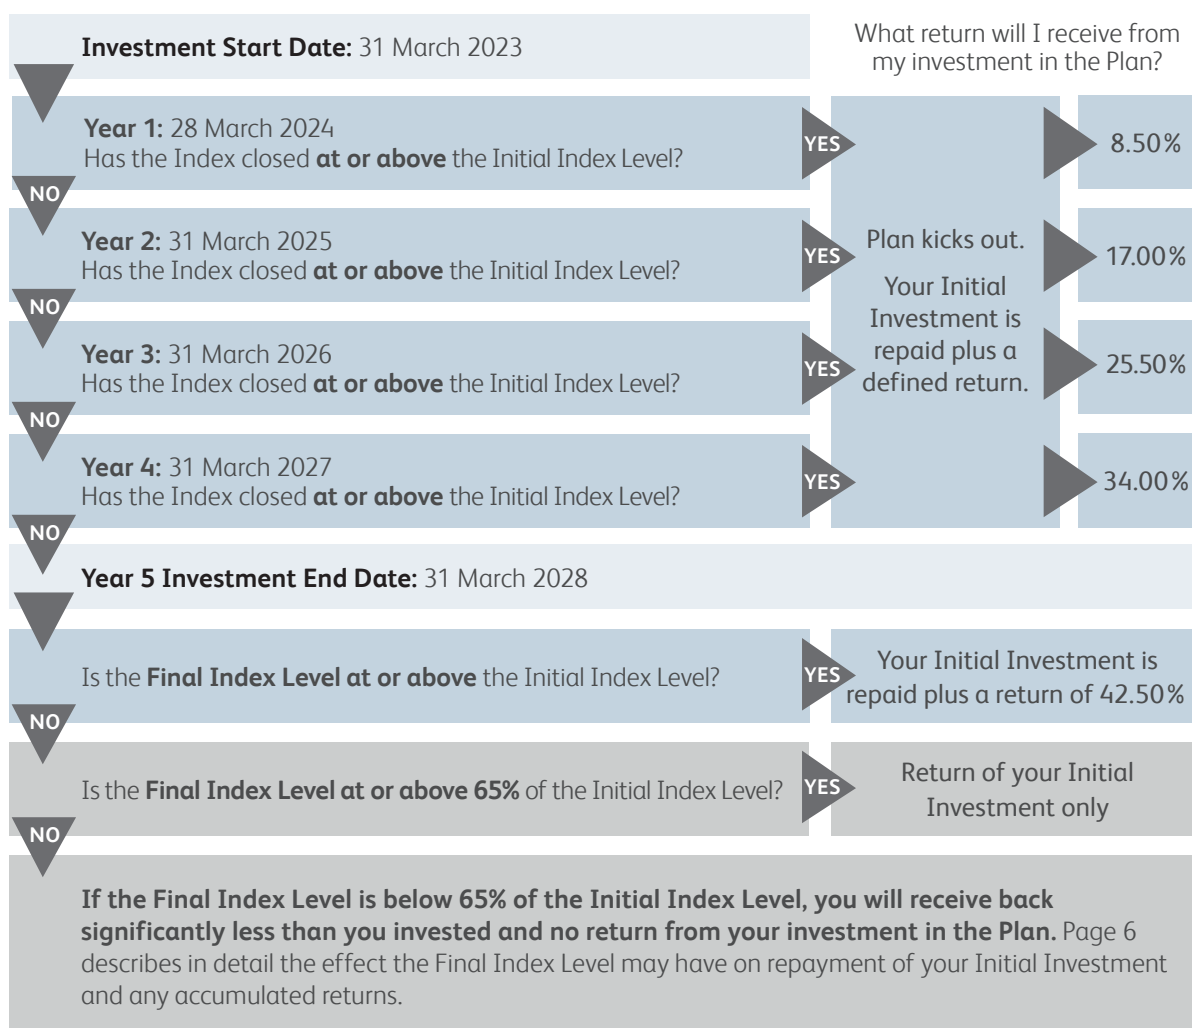 Investment Start Date: 31 March 2023
What return will I receive from
my investment in the Plan?
Year 1: 28 March 2024
Has the Index closed at or above the Initial Index Level?
YES
8.50%
NO
Year 2: 31 March 2025
Has the Index closed at or above the Initial Index Level?
YES
Plan kicks out.
Your Initial
Investment is
repaid plus a
defined return.
17.00%
NO
Year 3: 31 March 2026
Has the Index closed at or above the Initial Index Level?
YES
25.50%
NO
Year 4: 31 March 2027
Has the Index closed at or above the Initial Index Level?
YES
34.00%
NO
Year 5 Investment End Date: 31 March 2028
Is the Final Index Level at or above the Initial Index Level?
YES
Your Initial Investment is
repaid plus a return of 42.50%
NO
Is the Final Index Level at or above 65% of the Initial Index Level?
YES
Return of your Initial
Investment only
NO
If the Final Index Level is below 65% of the Initial Index Level, you will receive back
significantly less than you invested and no return from your investment in the Plan. Page 6
describes in detail the effect the Final Index Level may have on repayment of your Initial Investment
and any accumulated returns.